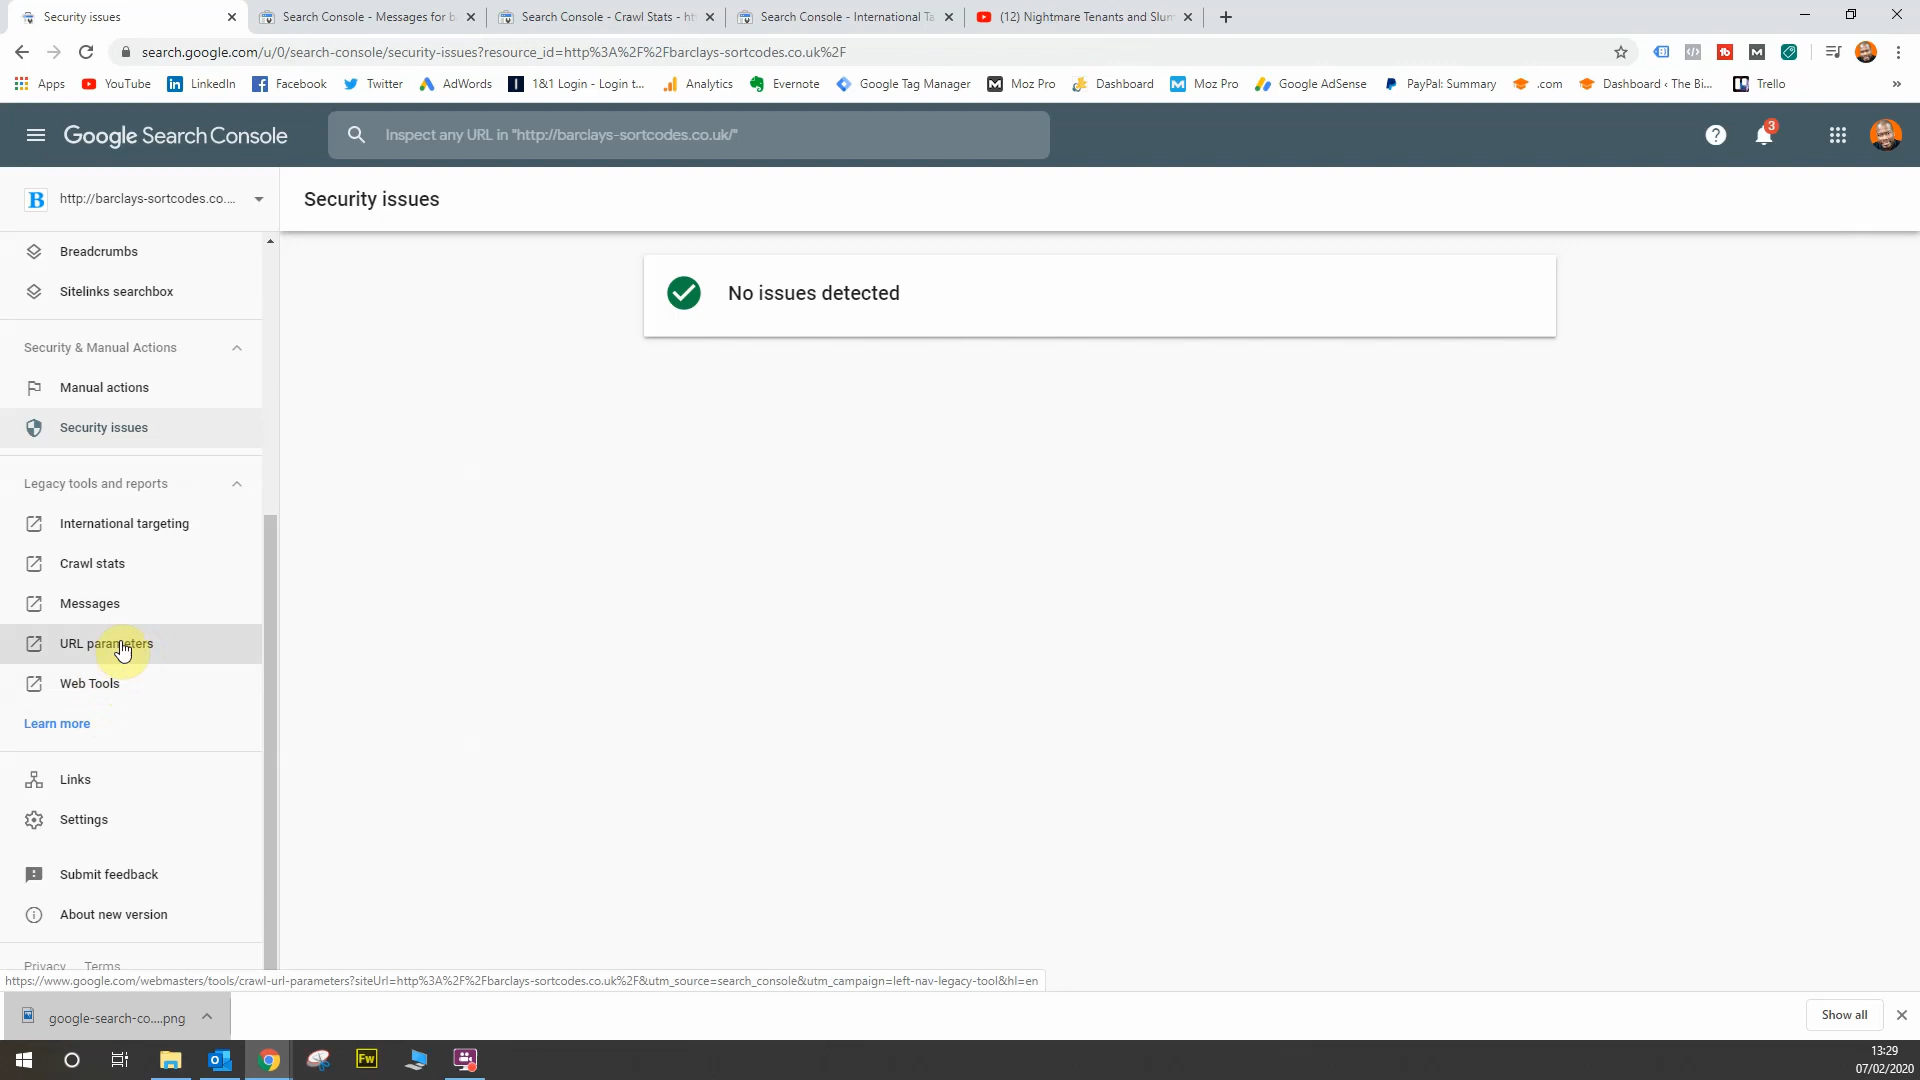 Security issues
Search Console - Messages for b
Search Console - Crawl Stats - ht
Search Console - International Ta
(12) Nightmare Tenants and Slum
search.google.com/u/0/search-console/security-issues?resource_id=http%3A%2F%2Fbarclays-sortcodes.co.uk%2F
Apps YouTube LinkedIn Facebook Twitter AdWords 1&1 Login - Login t... Analytics Evernote Google Tag Manager Moz Pro Dashboard Moz Pro Google AdSense PayPal: Summary .com Dashboard ‹ The Bi... Trello »
Google Search Console
Inspect any URL in "http://barclays-sortcodes.co.uk/"
3
B http://barclays-sortcodes.co....
Security issues
Breadcrumbs
No issues detected
Sitelinks searchbox
Security & Manual Actions
Manual actions
Security issues
Legacy tools and reports
International targeting
Crawl stats
Messages
URL parameters
Web Tools
Learn more
Links
Settings
Submit feedback
About new version
Privacy Terms
https://www.google.com/webmasters/tools/crawl-url-parameters?siteUrl=http%3A%2F%2Fbarclays-sortcodes.co.uk%2F&utm_source=search_console&utm_campaign=left-nav-legacy-tool&hl=en
google-search-co....png
Show all
Fw
13:29
07/02/2020